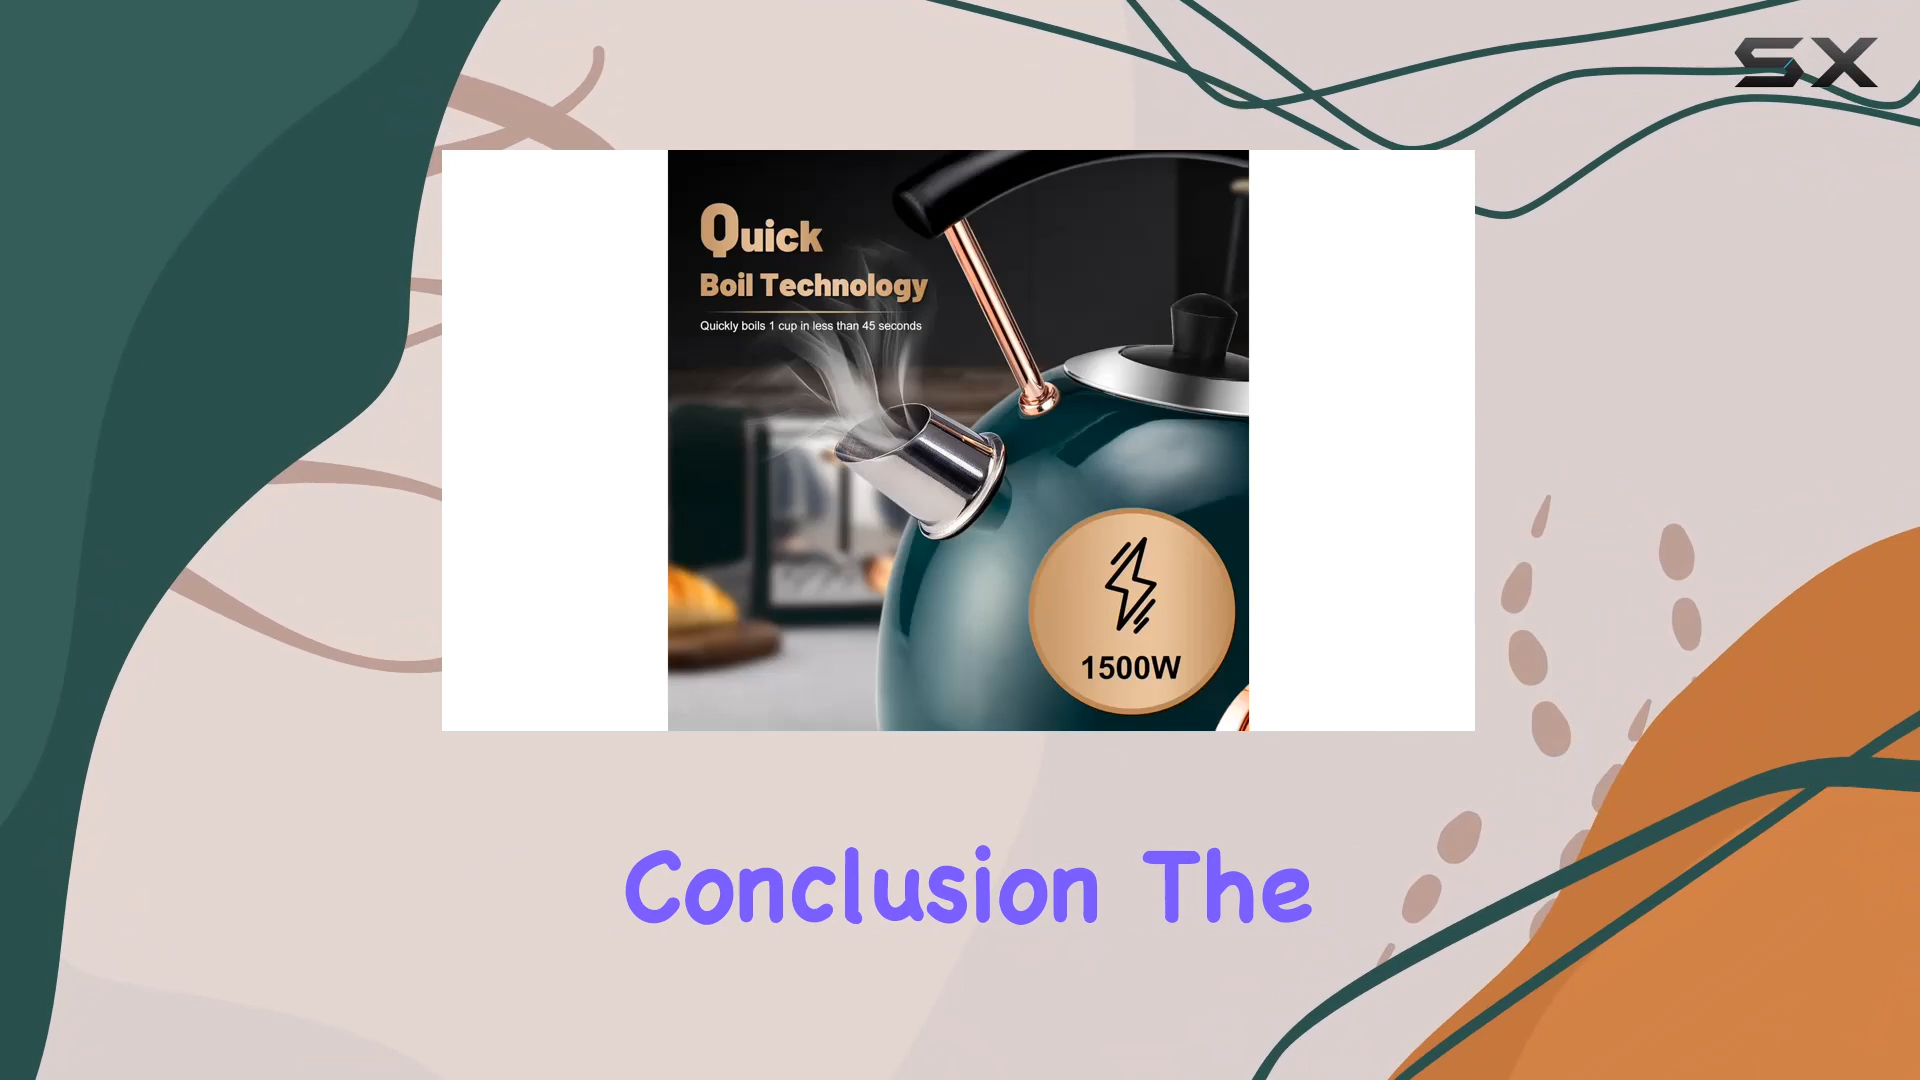 SX
Quick
Boil Technology
Quickly boils 1 cup in less than 45 seconds
1500W
Conclusion The